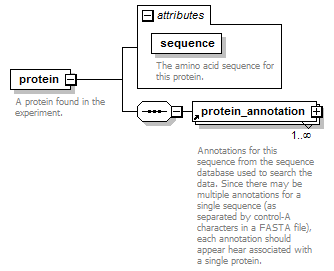 attributes
sequence
The amino acid sequence for
this protein.
protein
A protein found in the
experiment.
protein_annotation
1..∞
Annotations for this
sequence from the sequence
database used to search the
data. Since there may be
multiple annotations for a
single sequence (as
separated by control-A
characters in a FASTA file),
each annotation should
appear hear associated with
a single protein.